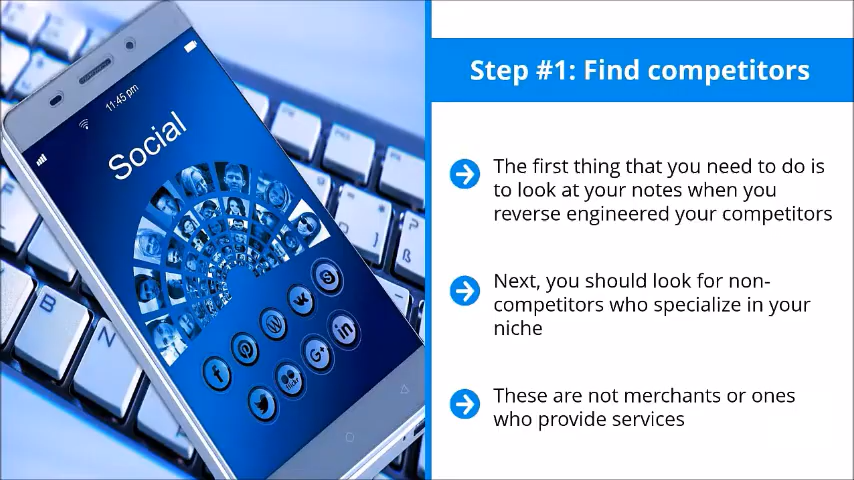 11:45 pm
Social
B
N
f
flickr
G+
in
Step #1: Find competitors
The first thing that you need to do is
to look at your notes when you
reverse engineered your competitors
Next, you should look for non-
competitors who specialize in your
niche
These are not merchants or ones
who provide services